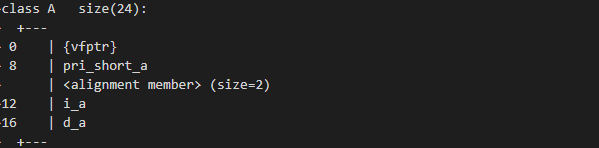 class A size(24):
+---
0 | {vfptr}
8 | pri_short_a
| <alignment member> (size=2)
12 | i_a
16 | d_a
+---